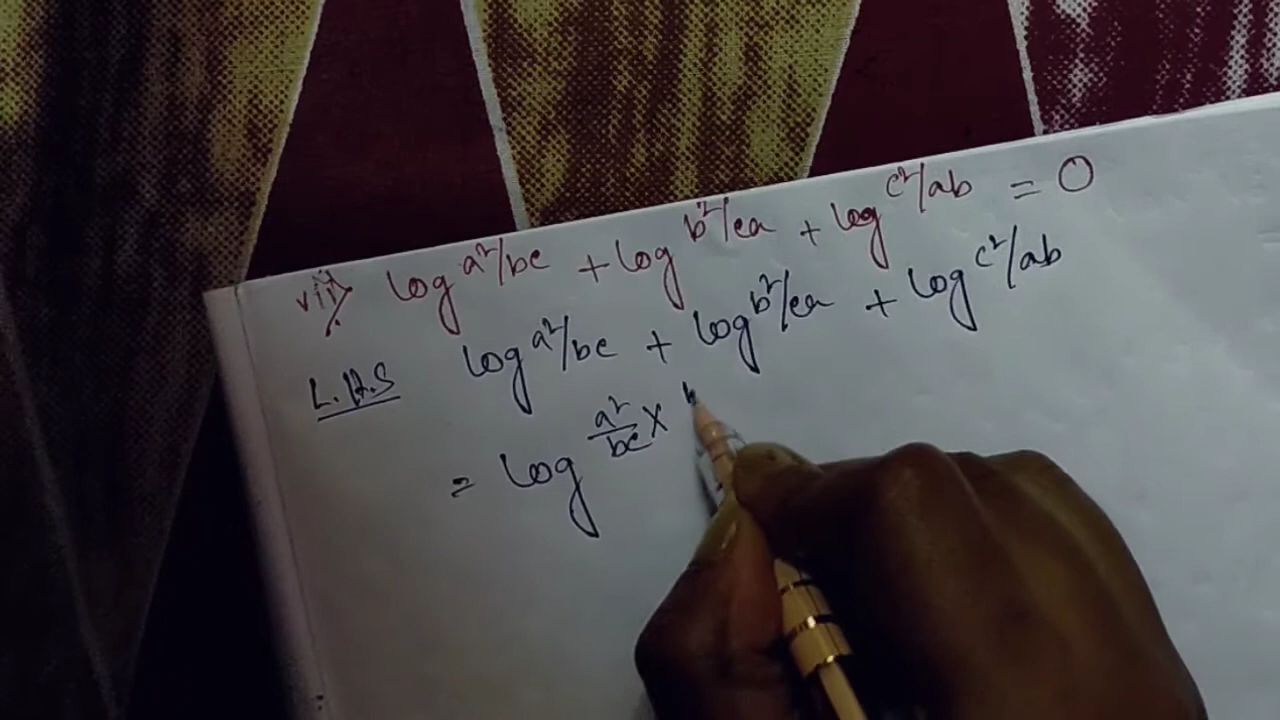 vii) log a²/bc + log b²/ca + log c²/ab = 0
L.H.S log a²/bc + log b²/ca + log c²/ab
= log a²/bc ×